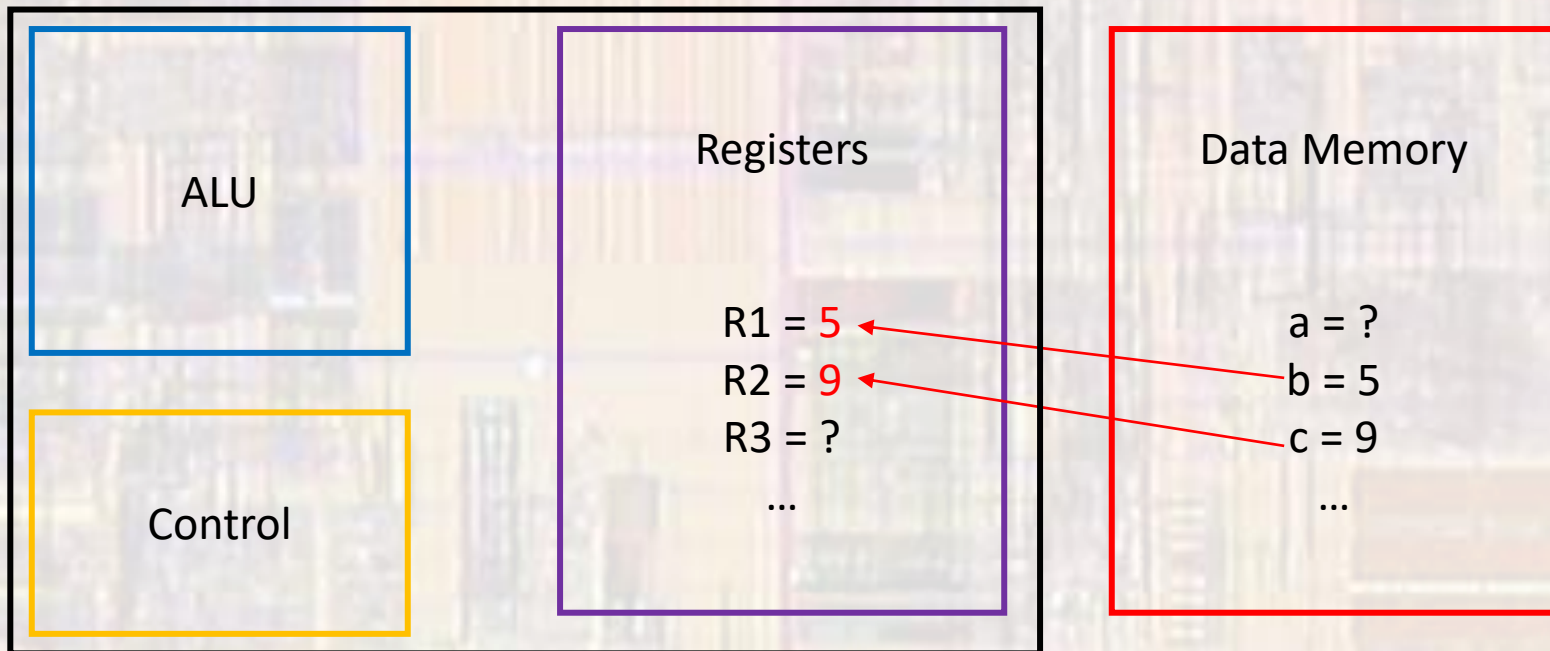 ALU
Control
Registers
R1 = 5
R2 = 9
R3 = ?
...
Data Memory
a = ?
b = 5
c = 9
...